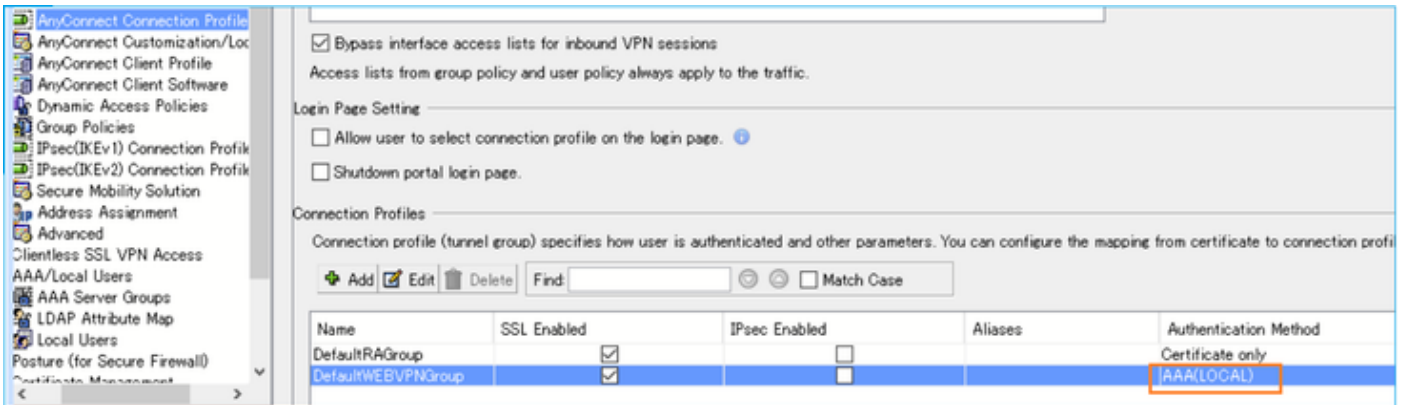 AnyConnect Connection Profile
AnyConnect Customization/Loc
AnyConnect Client Profile
AnyConnect Client Software
Dynamic Access Policies
Group Policies
IPsec(IKEv1) Connection Profil
IPsec(IKEv2) Connection Profil
Secure Mobility Solution
Address Assignment
Advanced
Clientless SSL VPN Access
AAA/Local Users
AAA Server Groups
LDAP Attribute Map
Local Users
Posture (for Secure Firewall)
Certificate Management
Bypass interface access lists for inbound VPN sessions
Access lists from group policy and user policy always apply to the traffic.
Login Page Setting
Allow user to select connection profile on the login page.
Shutdown portal login page.
Connection Profiles
Connection profile (tunnel group) specifies how user is authenticated and other parameters. You can configure the mapping from certificate to connection profi
Add Edit Delete Find: Match Case
Name SSL Enabled IPsec Enabled Aliases Authentication Method
DefaultRAGroup Certificate only
DefaultWEBVPNGroup AAA(LOCAL)